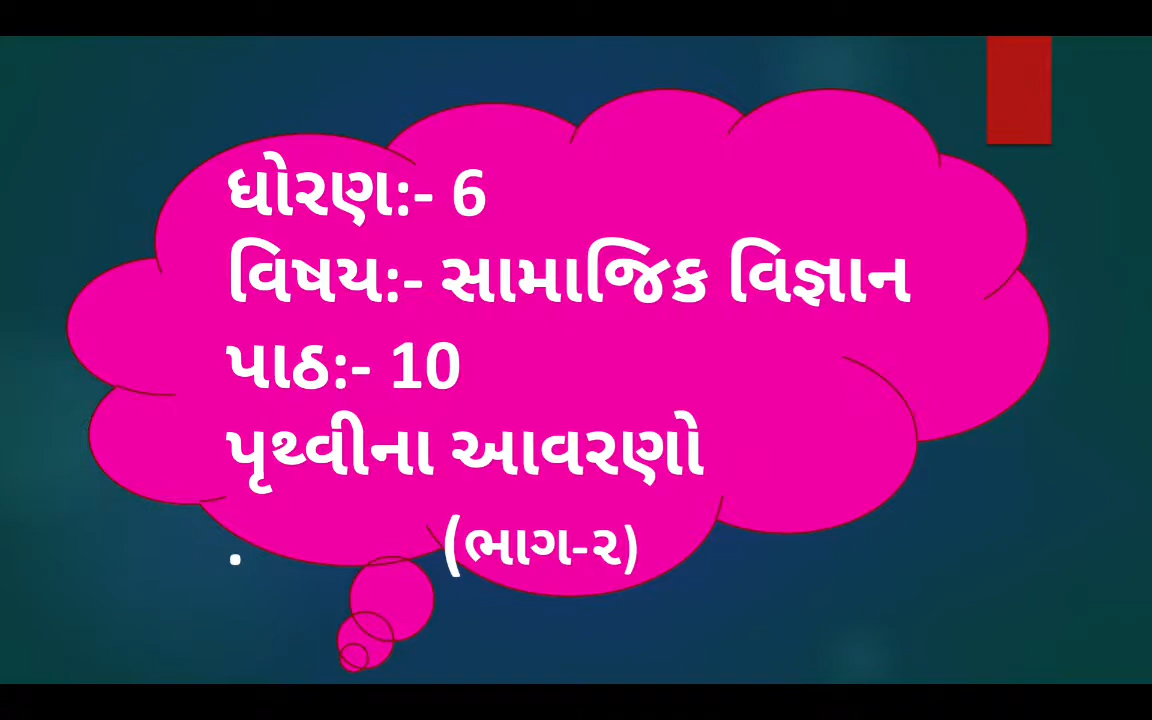 ધોરણ:- 6
વિષય:- સામાજિક વિજ્ઞાન
પાઠ:- 10
પૃથ્વીના આવરણો
. (ભાગ-૨)